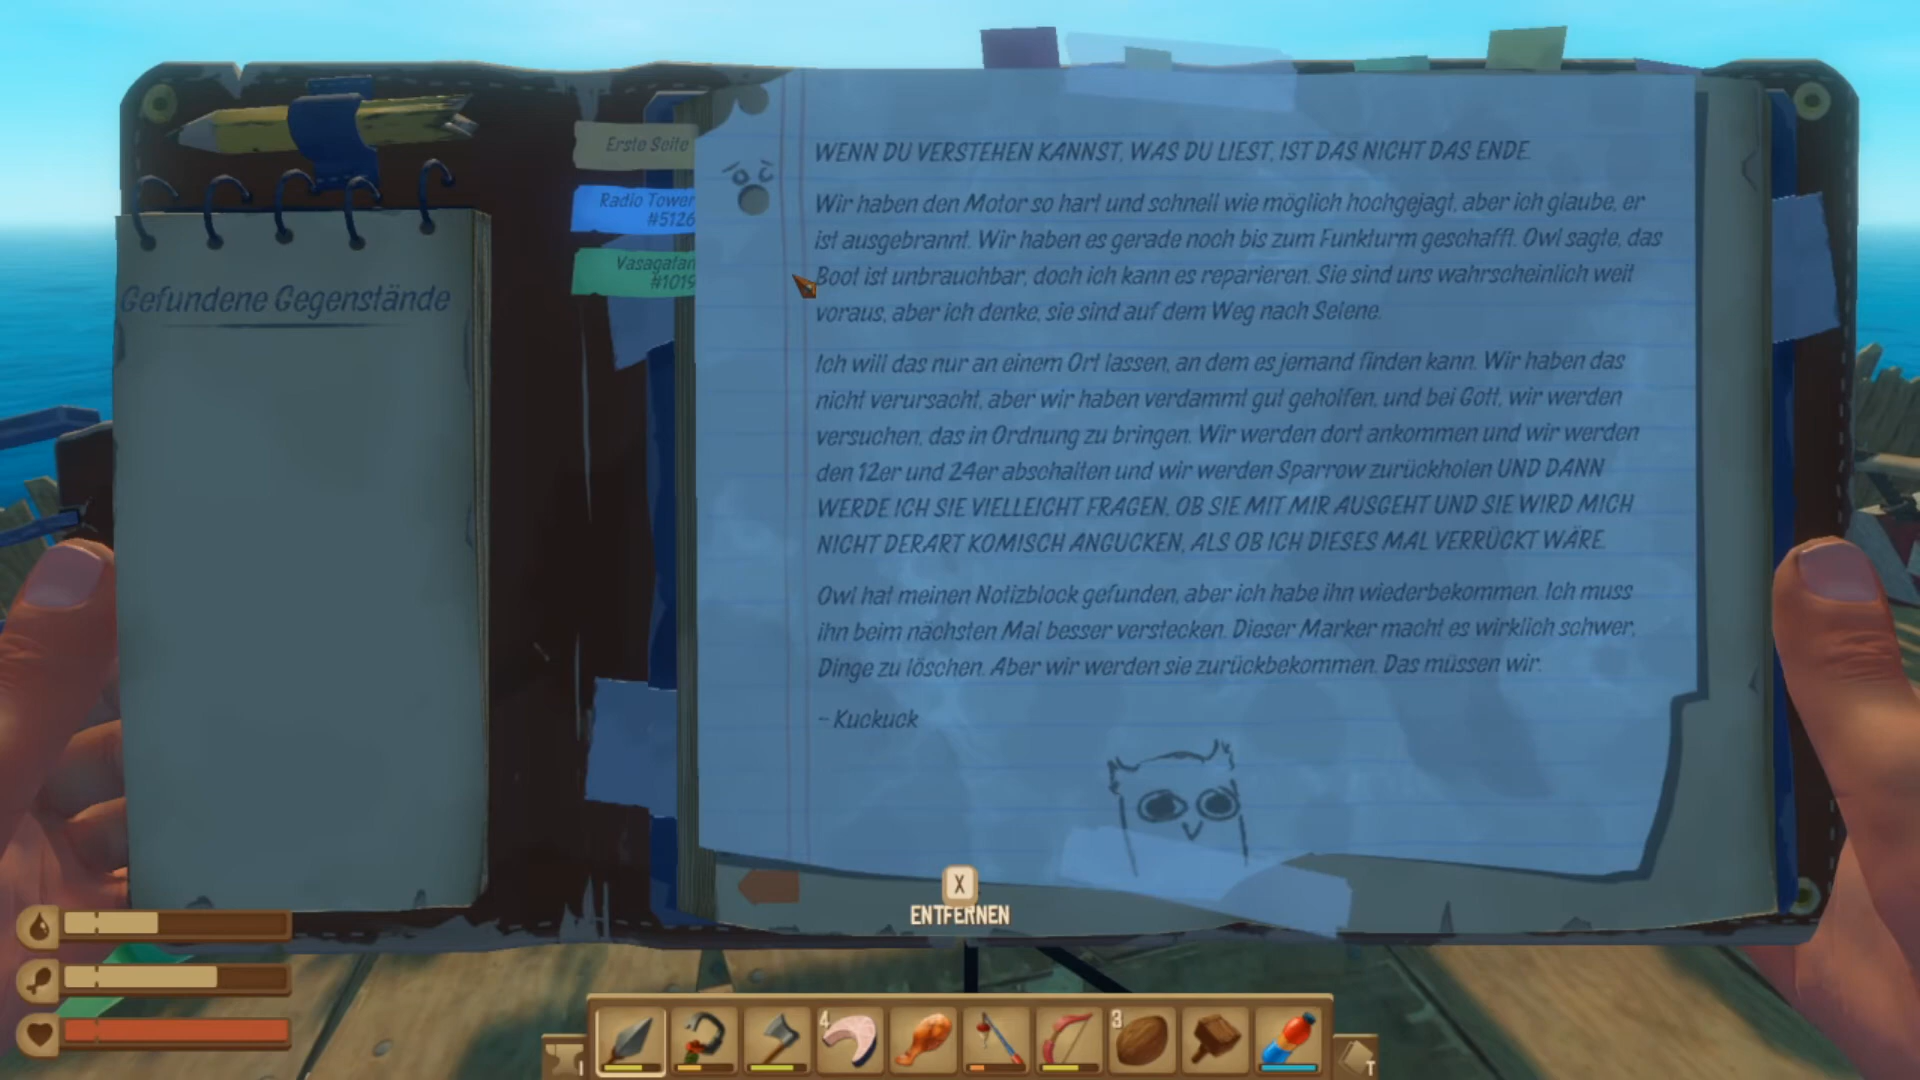 Erste Seite
Radio Tower
#5126
Vasagatan
#1019
Gefundene Gegenstände
WENN DU VERSTEHEN KANNST, WAS DU LIEST, IST DAS NICHT DAS ENDE.
Wir haben den Motor so hart und schnell wie möglich hochgejagt, aber ich glaube, er
ist ausgebrannt. Wir haben es gerade noch bis zum Funkturm geschafft. Owl sagte, das
Boot ist unbrauchbar, doch ich kann es reparieren. Sie sind uns wahrscheinlich weit
voraus, aber ich denke, sie sind auf dem Weg nach Selene.
Ich will das nur an einem Ort lassen, an dem es jemand finden kann. Wir haben das
nicht verursacht, aber wir haben verdammt gut geholfen, und bei Gott, wir werden
versuchen, das in Ordnung zu bringen. Wir werden dort ankommen und wir werden
den 12er und 24er abschalten und wir werden Sparrow zurückholen UND DANN
WERDE ICH SIE VIELLEICHT FRAGEN, OB SIE MIT MIR AUSGEHT UND SIE WIRD MICH
NICHT DERART KOMISCH ANGUCKEN, ALS OB ICH DIESES MAL VERRÜCKT WÄRE.
Owl hat meinen Notizblock gefunden, aber ich habe ihn wiederbekommen. Ich muss
ihn beim nächsten Mal besser verstecken. Dieser Marker macht es wirklich schwer,
Dinge zu löschen. Aber wir werden sie zurückbekommen. Das müssen wir.
- Kuckuck
X
ENTFERNEN
4
3
I
T